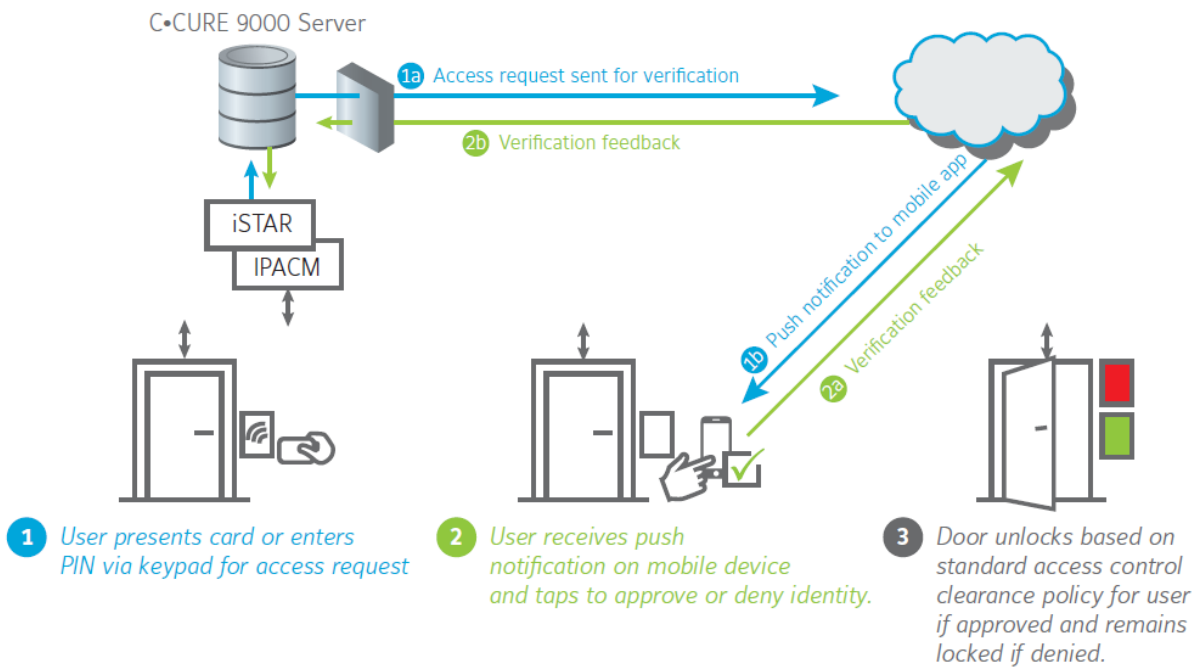 C•CURE 9000 Server
1a Access request sent for verification
2b Verification feedback
iSTAR
IPACM
1b Push notification to mobile app
2a Verification feedback
1 User presents card or enters
PIN via keypad for access request
2 User receives push
notification on mobile device
and taps to approve or deny identity.
3 Door unlocks based on
standard access control
clearance policy for user
if approved and remains
locked if denied.